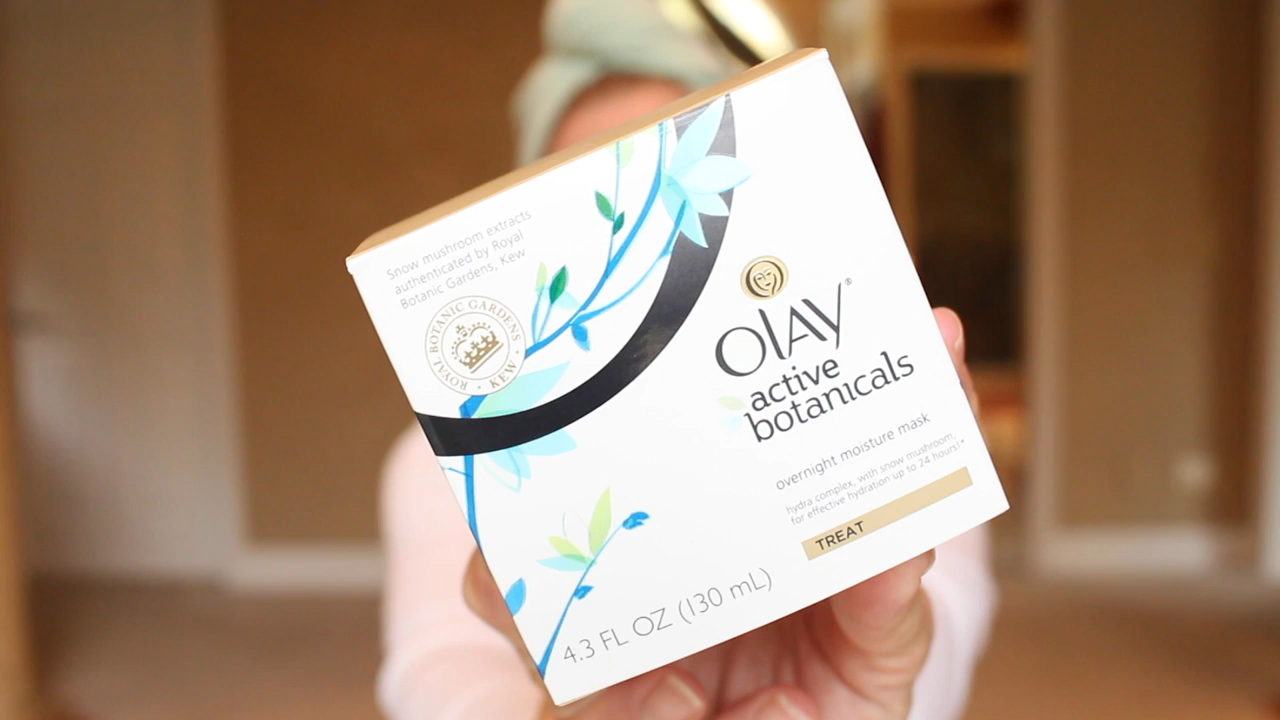 Snow mushroom extracts
authenticated by Royal
Botanic Gardens, Kew
ROYAL BOTANIC GARDENS • KEW •
OLAY®
active
botanicals
overnight moisture mask
hydra complex, with snow mushroom,
for effective hydration up to 24 hours!*
TREAT
4.3 FL OZ (130 mL)